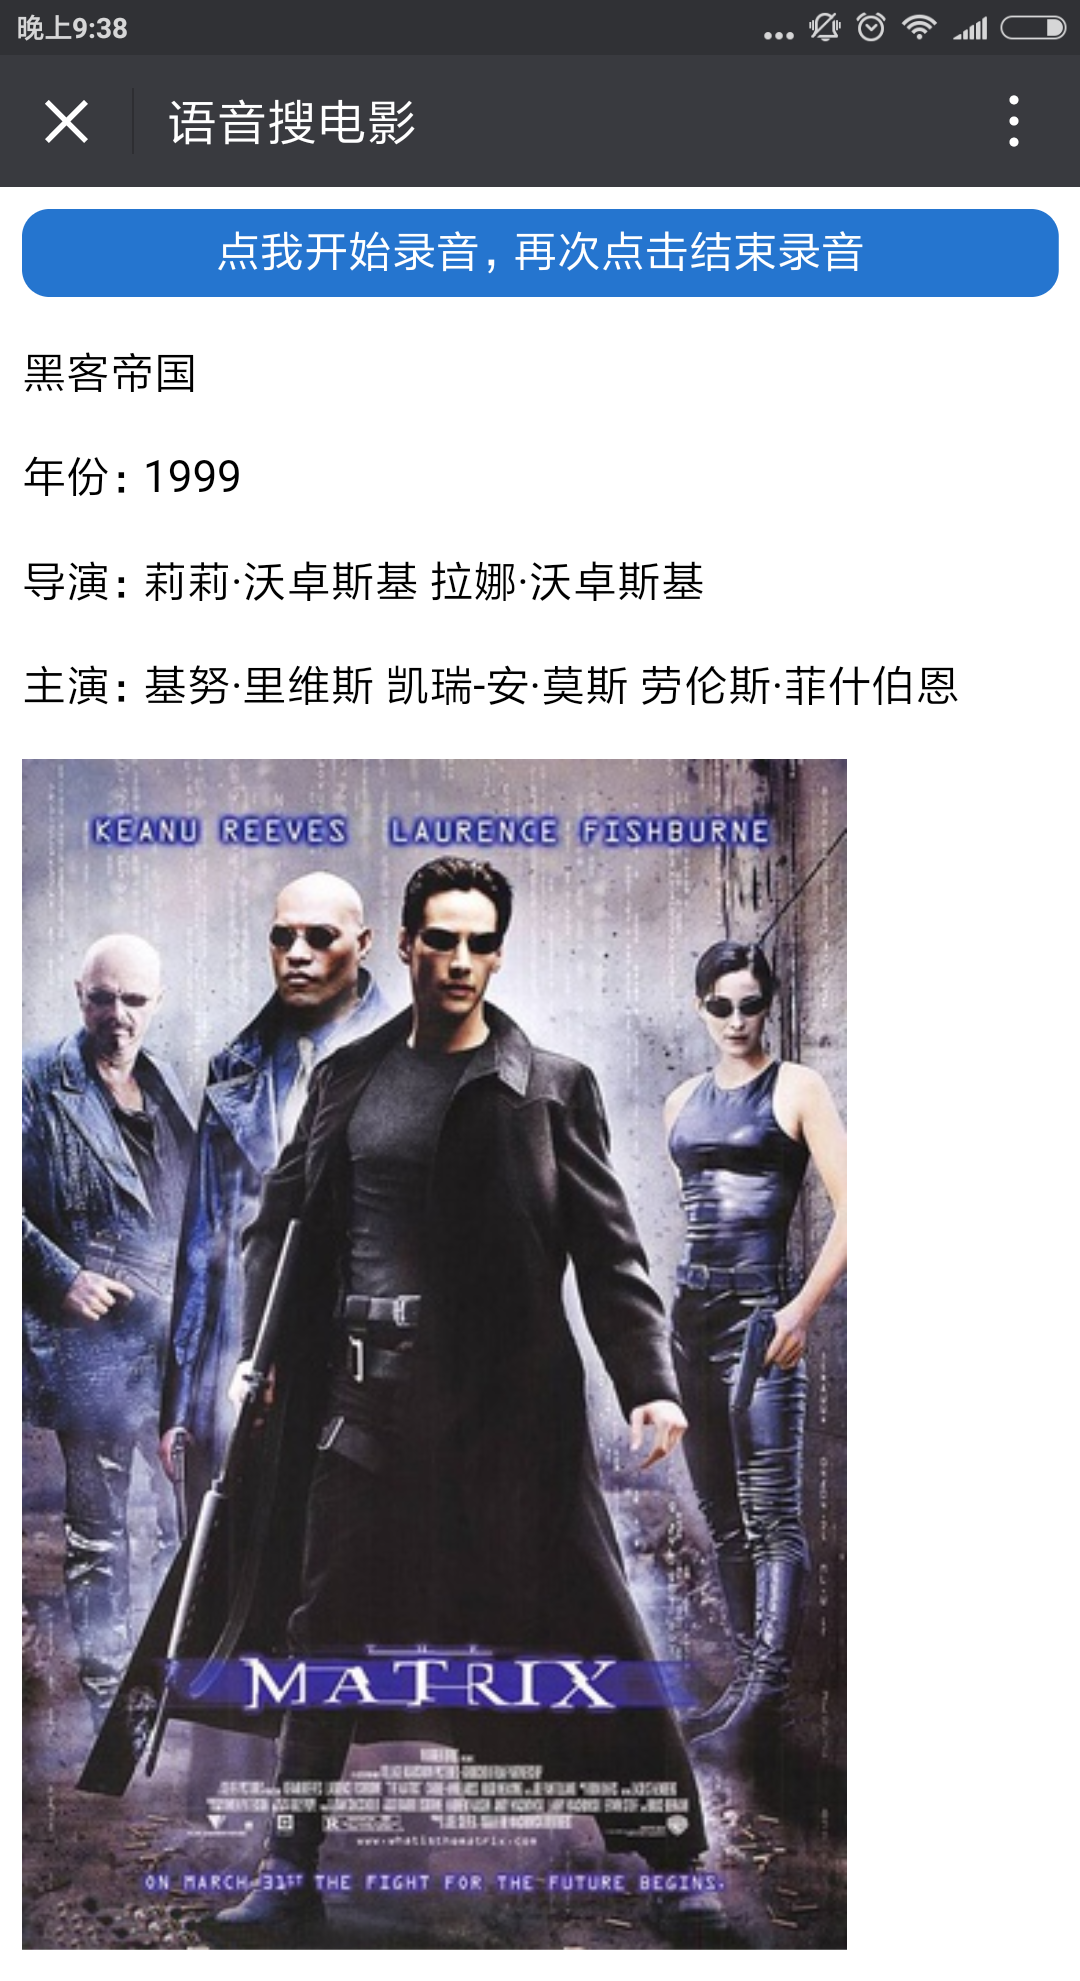 晚上9:38
语音搜电影
点我开始录音，再次点击结束录音
黑客帝国
年份：1999
导演：莉莉·沃卓斯基 拉娜·沃卓斯基
主演：基努·里维斯 凯瑞-安·莫斯 劳伦斯·菲什伯恩
KEANU REEVES LAURENCE FISHBURNE
THE
MATRIX
www.whatisthematrix.com
ON MARCH 31ST THE FIGHT FOR THE FUTURE BEGINS.